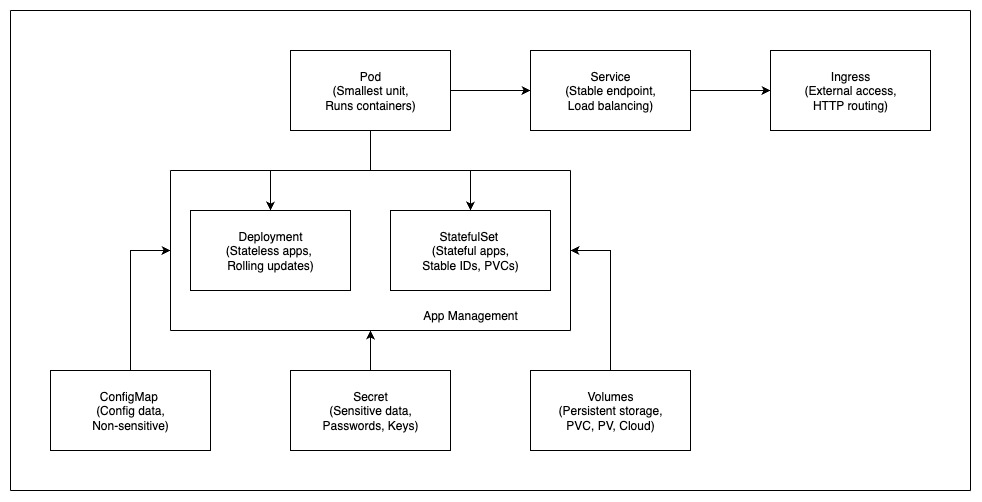 Pod
(Smallest unit,
Runs containers)
Service
(Stable endpoint,
Load balancing)
Ingress
(External access,
HTTP routing)
Deployment
(Stateless apps,
Rolling updates)
StatefulSet
(Stateful apps,
Stable IDs, PVCs)
App Management
ConfigMap
(Config data,
Non-sensitive)
Secret
(Sensitive data,
Passwords, Keys)
Volumes
(Persistent storage,
PVC, PV, Cloud)